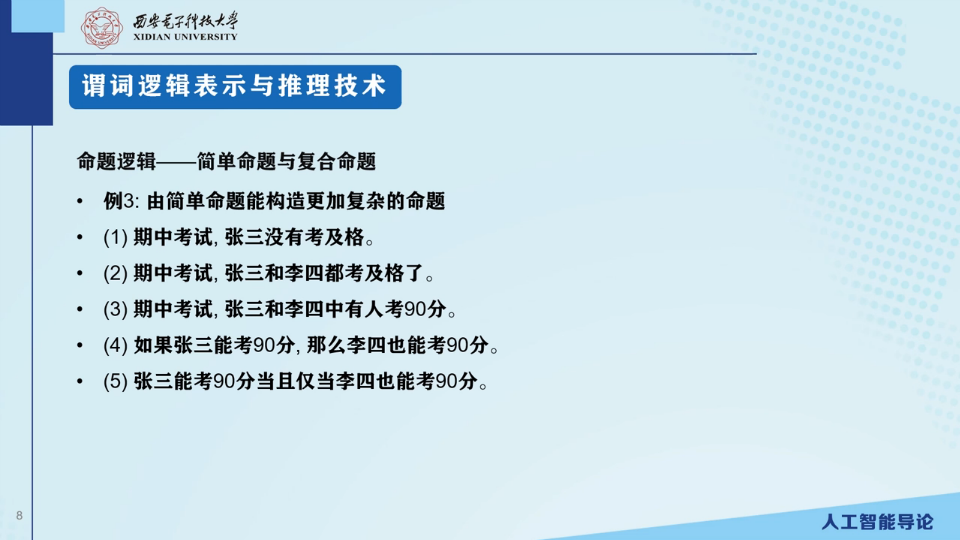 西安电子科技大学
XIDIAN UNIVERSITY
谓词逻辑表示与推理技术
命题逻辑——简单命题与复合命题
• 例3: 由简单命题能构造更加复杂的命题
• (1) 期中考试, 张三没有考及格。
• (2) 期中考试, 张三和李四都考及格了。
• (3) 期中考试, 张三和李四中有人考90分。
• (4) 如果张三能考90分, 那么李四也能考90分。
• (5) 张三能考90分当且仅当李四也能考90分。
8
人工智能导论